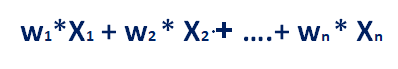 w₁*X₁ + w₂* X₂ + ....+ wₙ* Xₙ